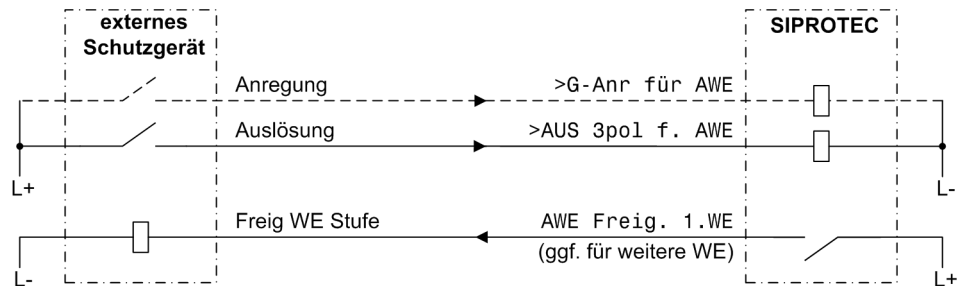 externes
Schutzgerät
SIPROTEC
Anregung
>G-Anr für AWE
Auslösung
>AUS 3pol f. AWE
L+
L-
Freig WE Stufe
AWE Freig. 1.WE
(ggf. für weitere WE)
L-
L+